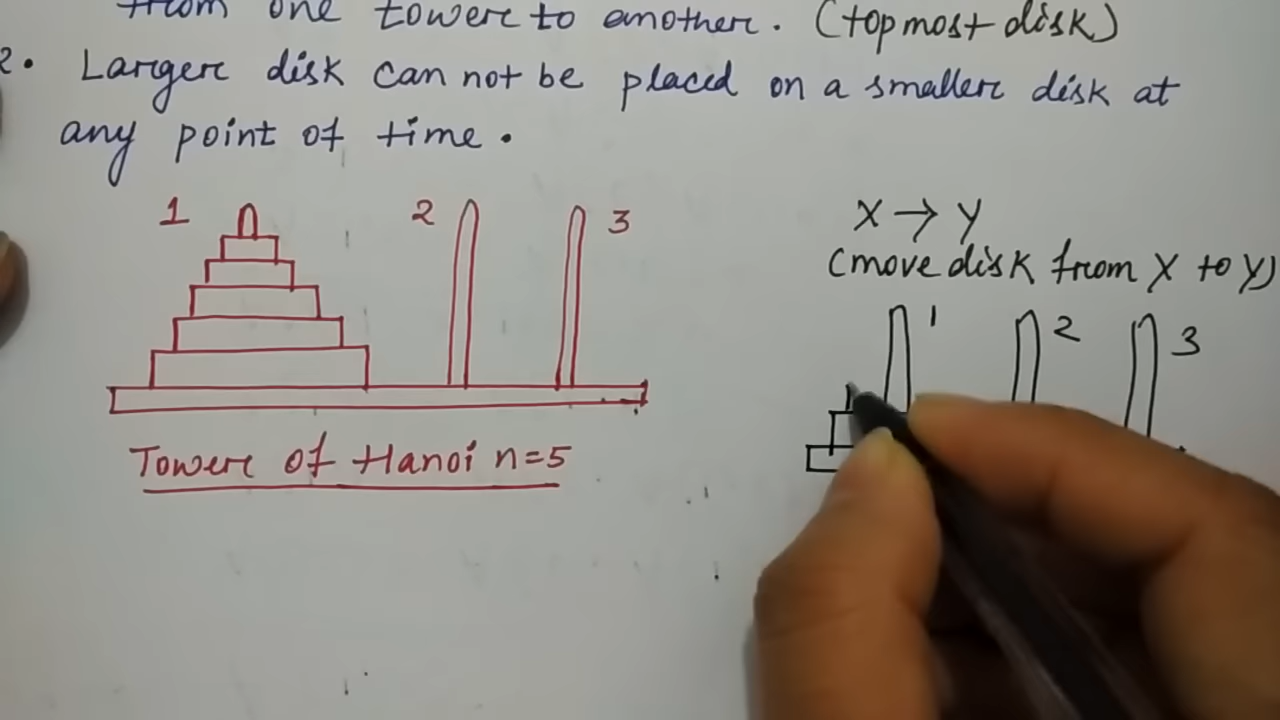 from one tower to another. (topmost disk)
2. Larger disk can not be placed on a smaller disk at
any point of time.
1 2 3
X → Y
(move disk from X to Y)
1 2 3
Tower of Hanoi n=5